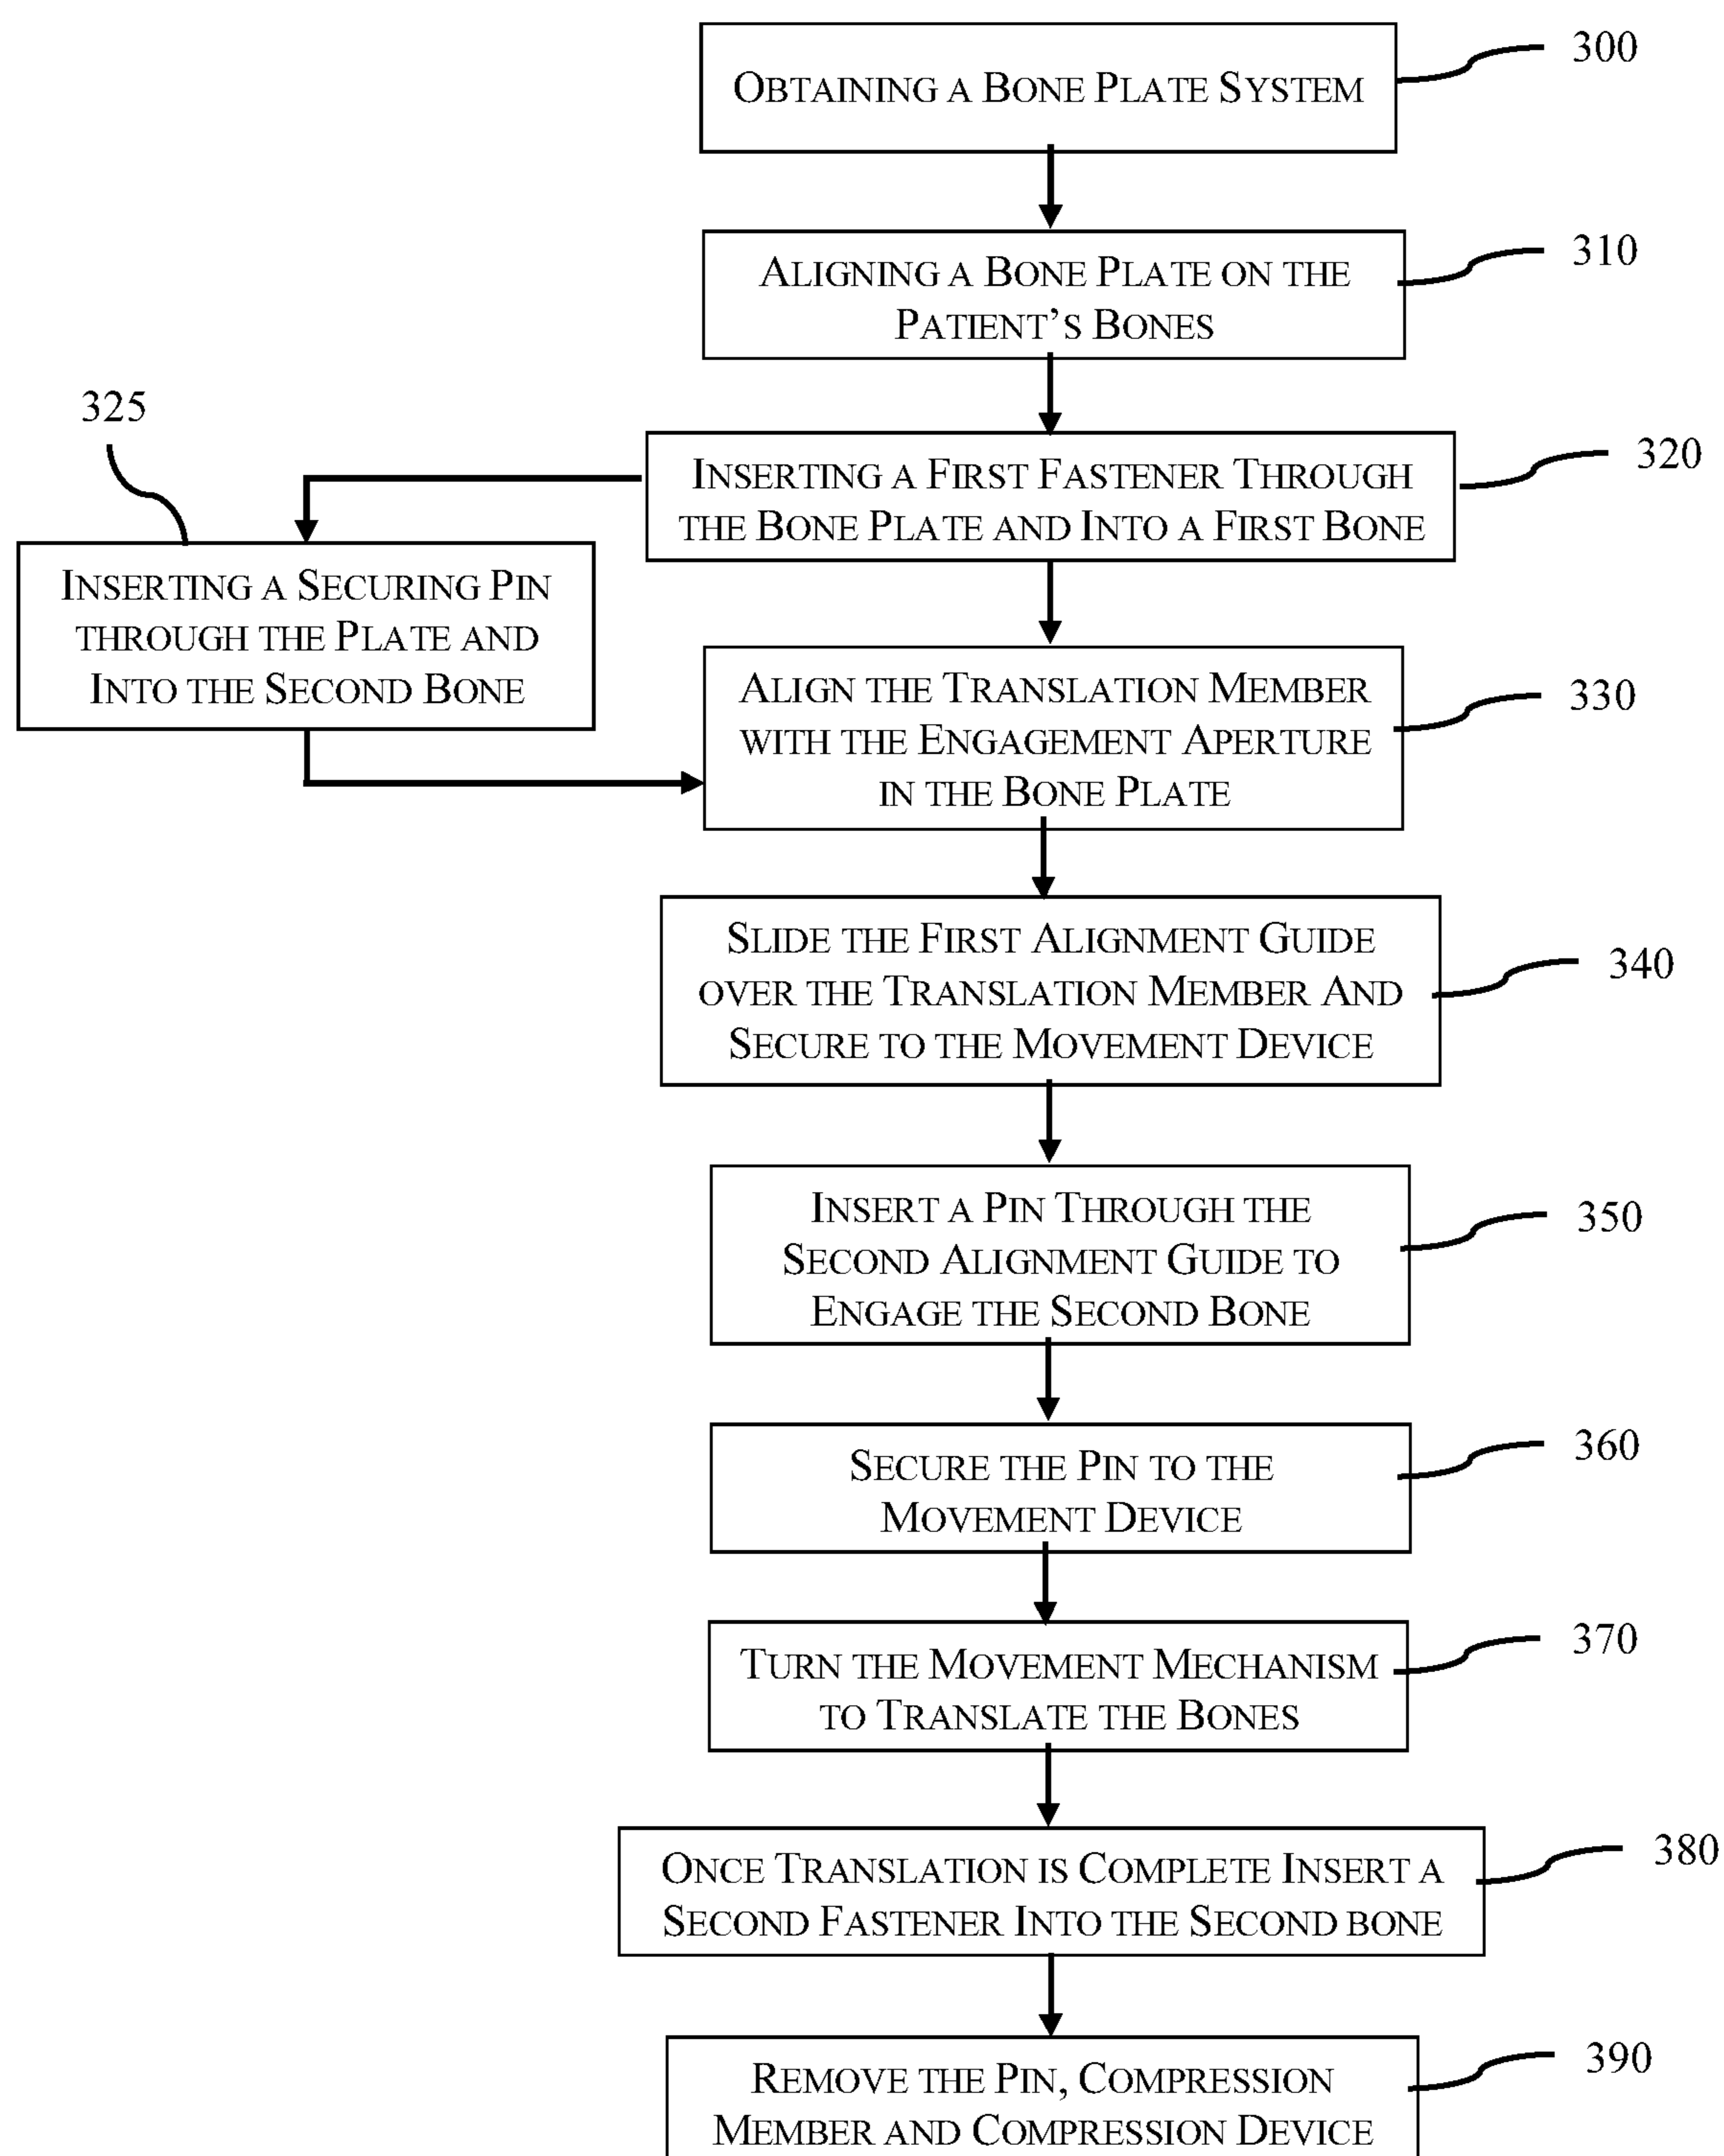 300
OBTAINING A BONE PLATE SYSTEM
310
ALIGNING A BONE PLATE ON THE
PATIENT'S BONES
325
320
INSERTING A FIRST FASTENER THROUGH
THE BONE PLATE AND INTO A FIRST BONE
INSERTING A SECURING PIN
THROUGH THE PLATE AND
INTO THE SECOND BONE
330
ALIGN THE TRANSLATION MEMBER
WITH THE ENGAGEMENT APERTURE
IN THE BONE PLATE
340
SLIDE THE FIRST ALIGNMENT GUIDE
OVER THE TRANSLATION MEMBER AND
SECURE TO THE MOVEMENT DEVICE
350
INSERT A PIN THROUGH THE
SECOND ALIGNMENT GUIDE TO
ENGAGE THE SECOND BONE
360
SECURE THE PIN TO THE
MOVEMENT DEVICE
370
TURN THE MOVEMENT MECHANISM
TO TRANSLATE THE BONES
380
ONCE TRANSLATION IS COMPLETE INSERT A
SECOND FASTENER INTO THE SECOND BONE
390
REMOVE THE PIN, COMPRESSION
MEMBER AND COMPRESSION DEVICE